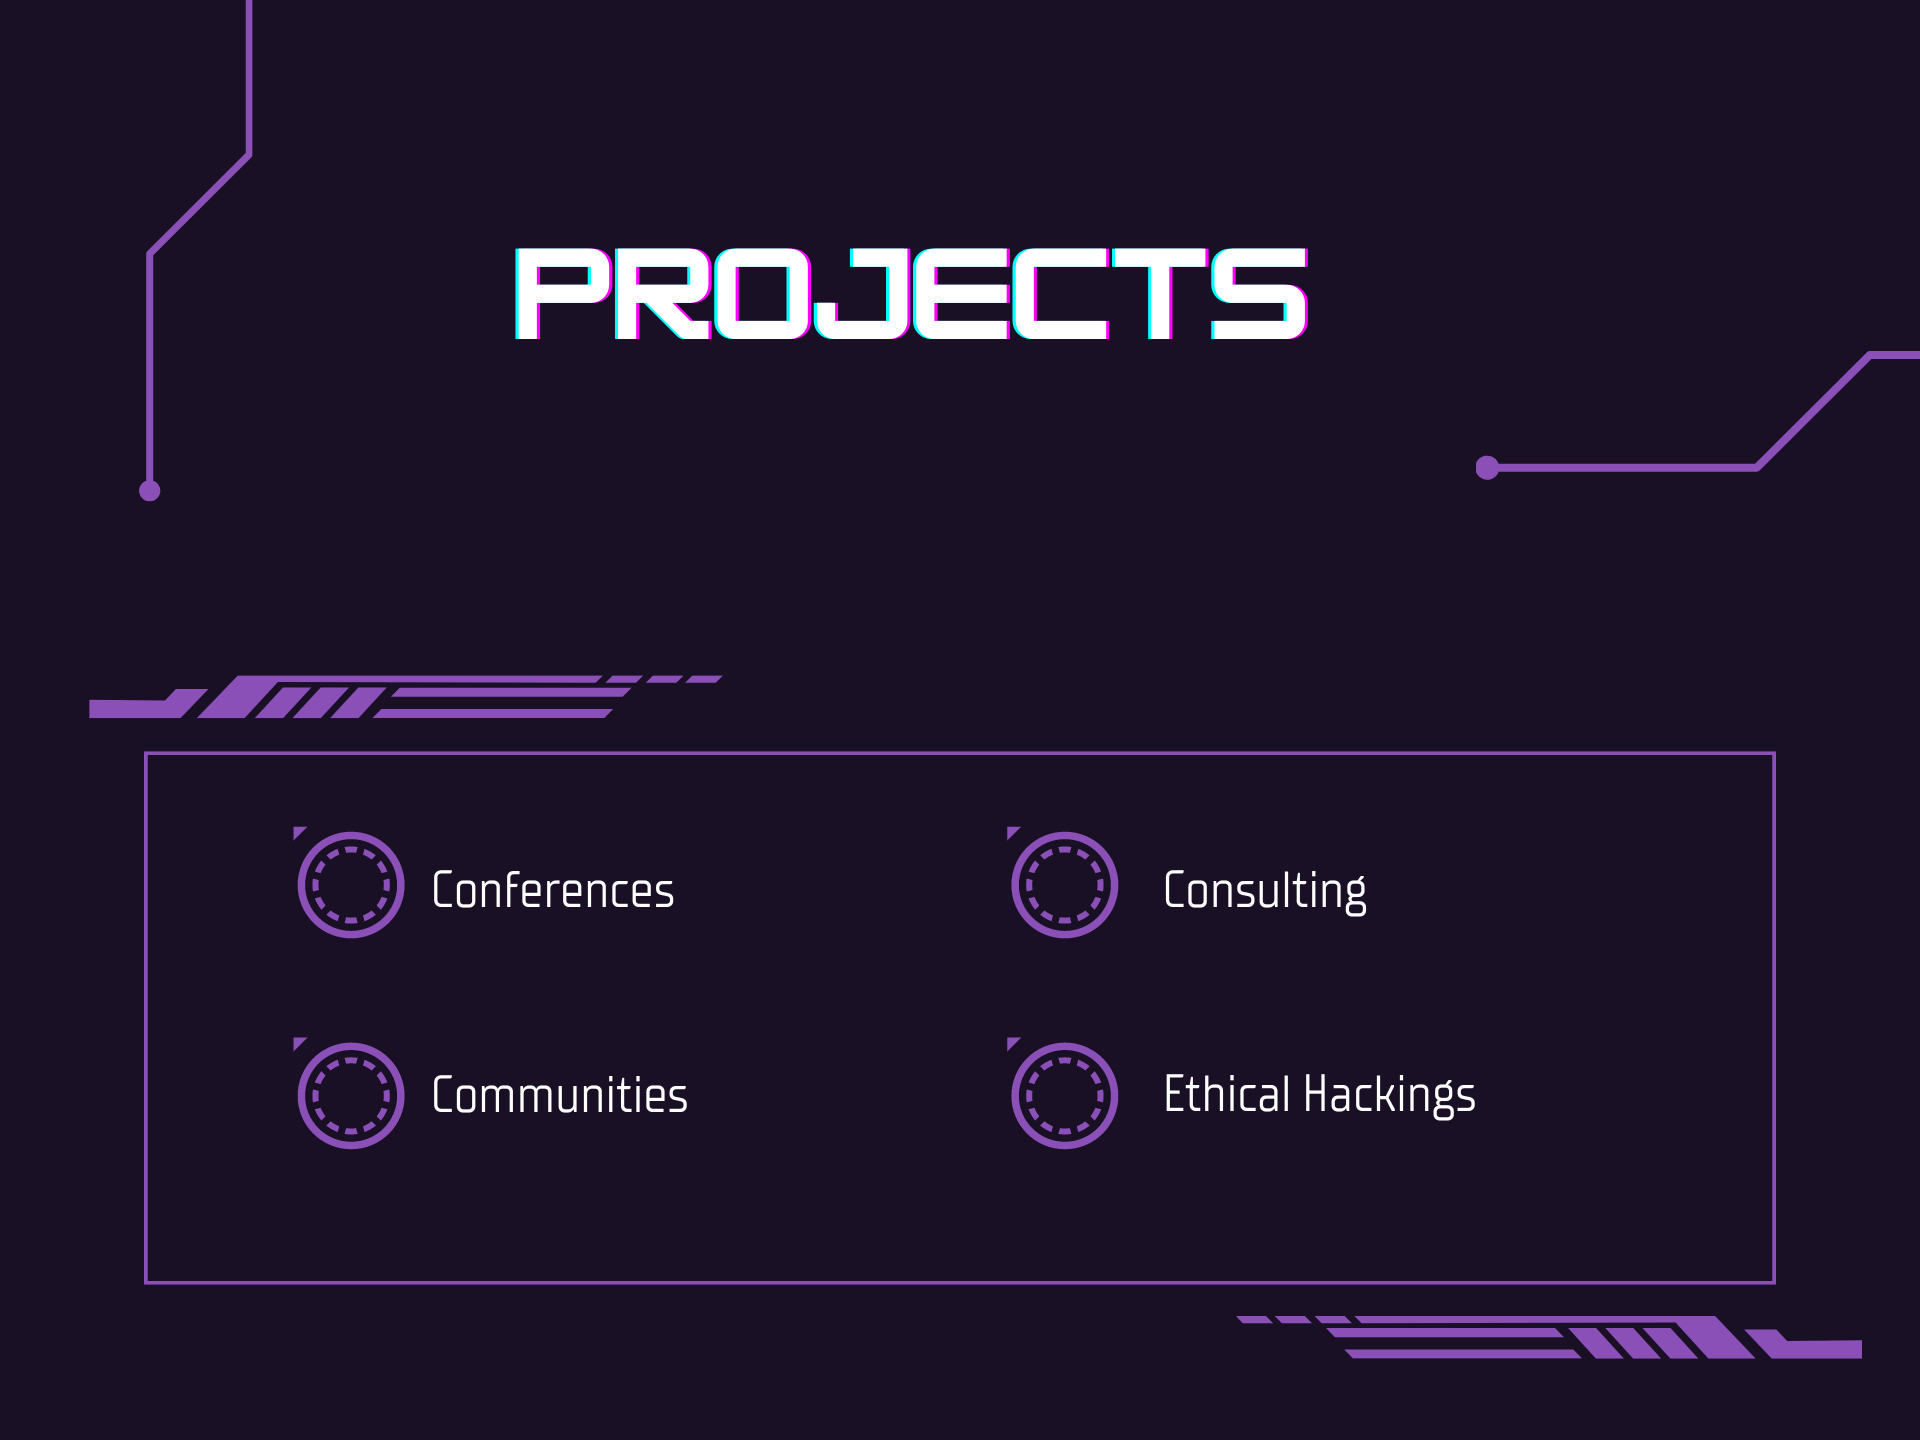 PROJECTS
Conferences
Consulting
Communities
Ethical Hackings